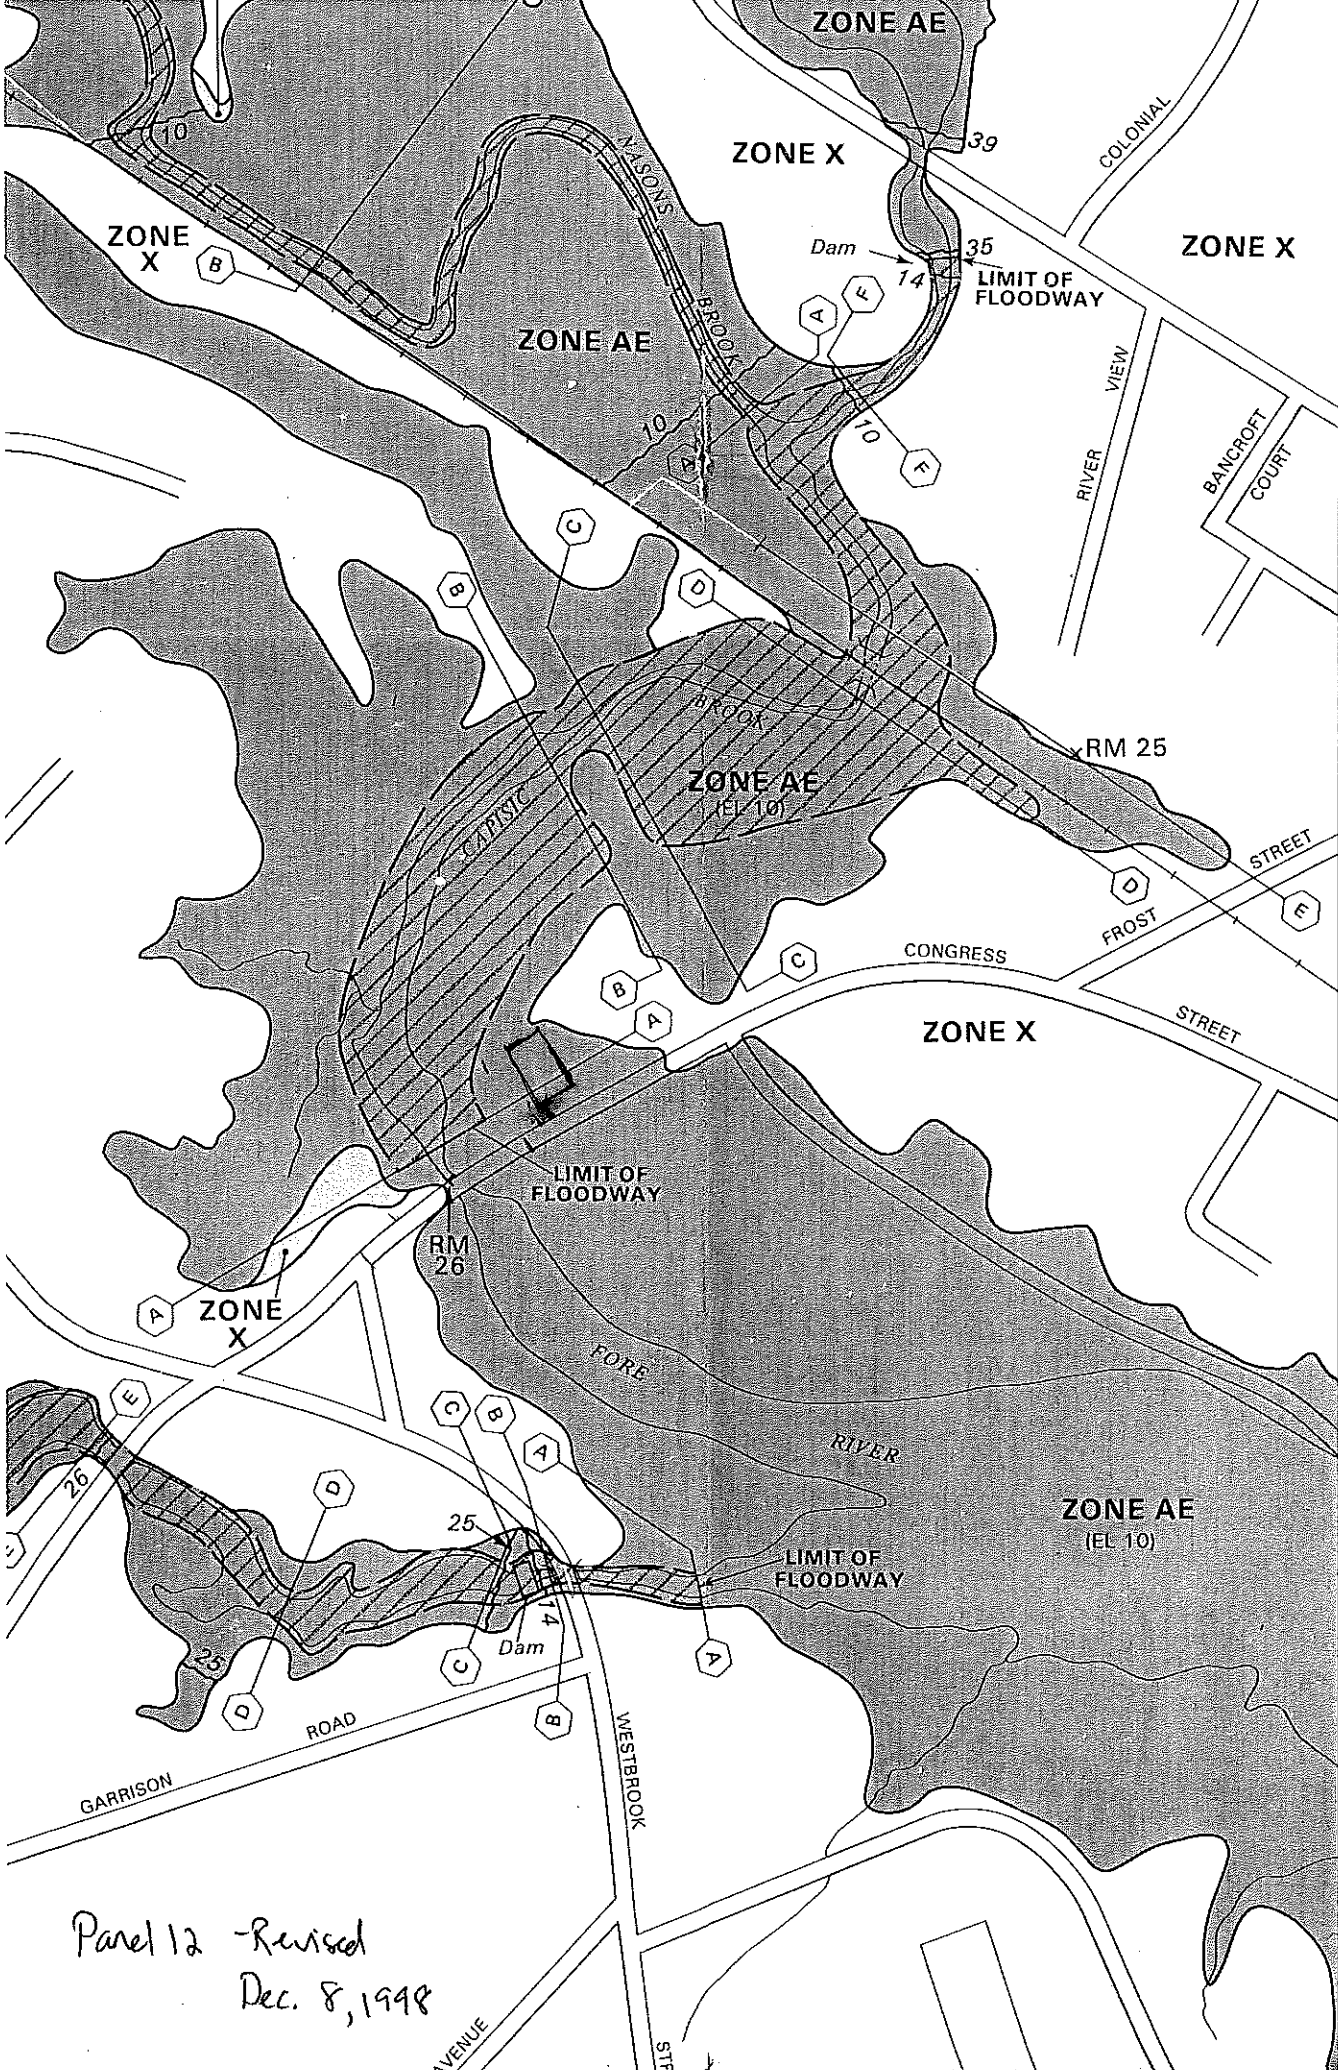 ZONE AE
39
COLONIAL
10
NASONS
ZONE X
ZONE
X
B
Dam
35
ZONE X
14
LIMIT OF
FLOODWAY
A
F
ZONE AE
BROOK
VIEW
RIVER
BANCROFT
COURT
10
10
A
F
C
B
D
BROOK
RM 25
ZONE AE
(EL 10)
CAPISIC
STREET
D
E
FROST
CONGRESS
C
B
A
STREET
ZONE X
LIMIT OF
FLOODWAY
RM
26
A
ZONE
X
FORE
E
C
B
A
RIVER
26
D
25
ZONE AE
(EL 10)
LIMIT OF
FLOODWAY
14
Dam
25
C
A
D
B
ROAD
GARRISON
WESTBROOK
Panel 12 -Revised
Dec. 8, 1998
AVENUE